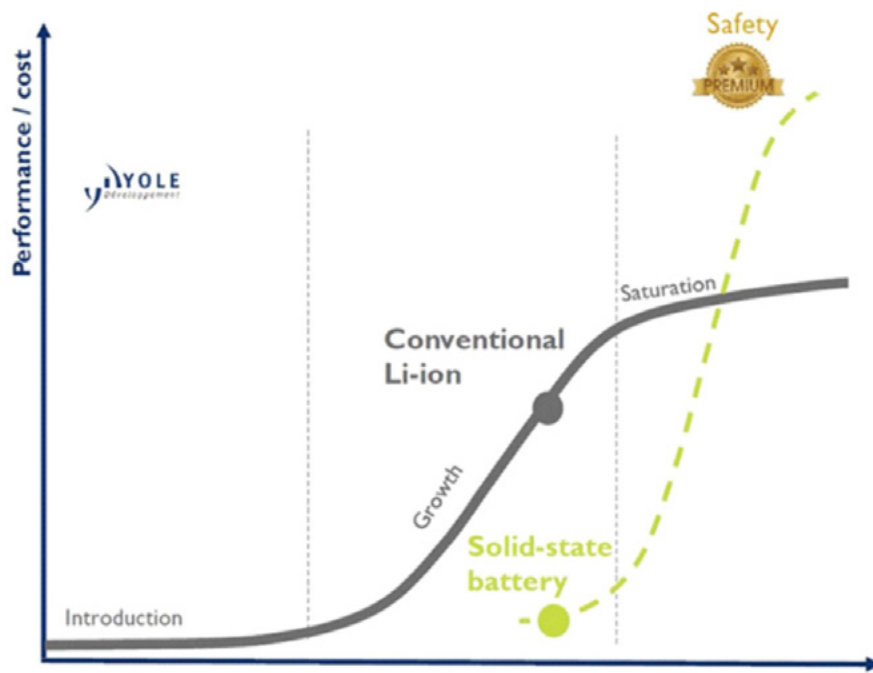 Safety
PREMIUM
Performance / cost
YOLE
Développement
Saturation
Conventional
Li-ion
Growth
Solid-state
battery
Introduction